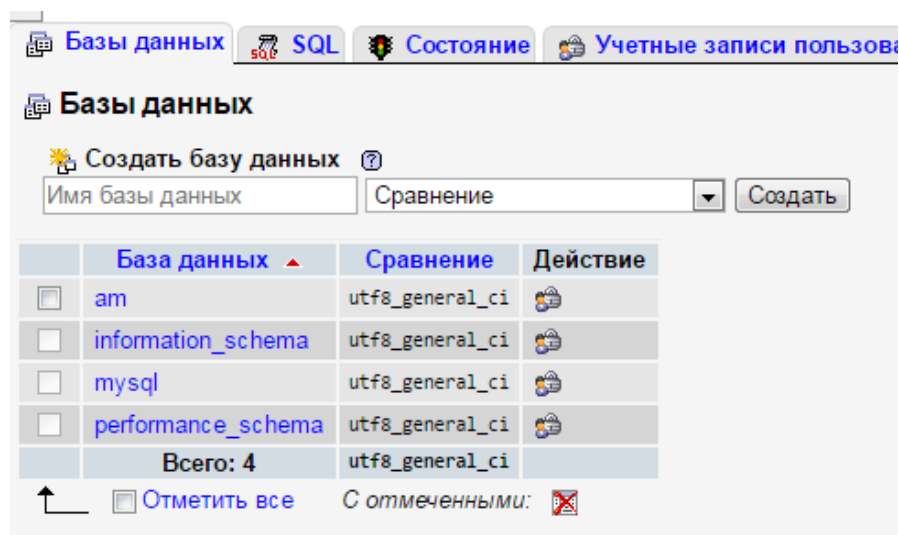 Базы данных SQL Состояние Учетные записи пользова
Базы данных
Создать базу данных
Имя базы данных Сравнение Создать
База данных Сравнение Действие
am utf8_general_ci
information_schema utf8_general_ci
mysql utf8_general_ci
performance_schema utf8_general_ci
Всего: 4 utf8_general_ci
Отметить все С отмеченными: